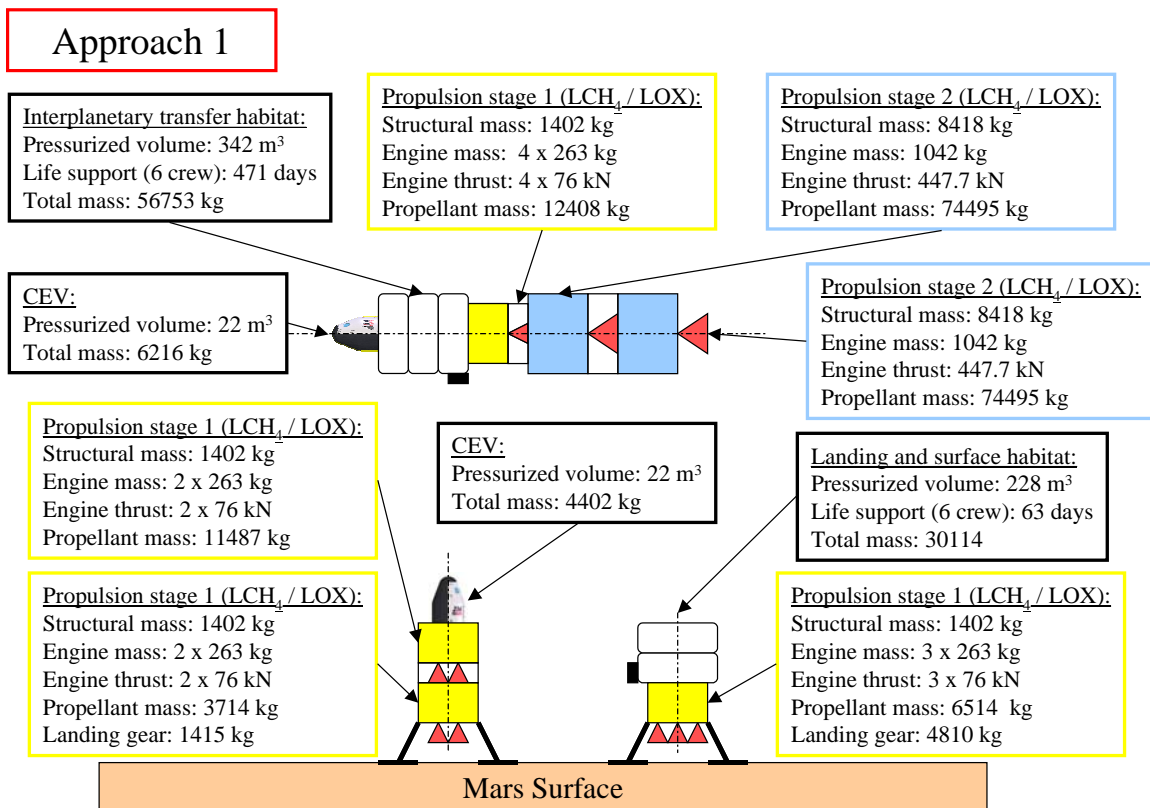 Approach 1
Interplanetary transfer habitat:
Pressurized volume: 342 m³
Life support (6 crew): 471 days
Total mass: 56753 kg
Propulsion stage 1 (LCH₄ / LOX):
Structural mass: 1402 kg
Engine mass:  4 x 263 kg
Engine thrust: 4 x 76 kN
Propellant mass: 12408 kg
Propulsion stage 2 (LCH₄ / LOX):
Structural mass: 8418 kg
Engine mass: 1042 kg
Engine thrust: 447.7 kN
Propellant mass: 74495 kg
CEV:
Pressurized volume: 22 m³
Total mass: 6216 kg
Propulsion stage 2 (LCH₄ / LOX):
Structural mass: 8418 kg
Engine mass: 1042 kg
Engine thrust: 447.7 kN
Propellant mass: 74495 kg
Propulsion stage 1 (LCH₄ / LOX):
Structural mass: 1402 kg
Engine mass: 2 x 263 kg
Engine thrust: 2 x 76 kN
Propellant mass: 11487 kg
CEV:
Pressurized volume: 22 m³
Total mass: 4402 kg
Landing and surface habitat:
Pressurized volume: 228 m³
Life support (6 crew): 63 days
Total mass: 30114
Propulsion stage 1 (LCH₄ / LOX):
Structural mass: 1402 kg
Engine mass: 2 x 263 kg
Engine thrust: 2 x 76 kN
Propellant mass: 3714 kg
Landing gear: 1415 kg
Propulsion stage 1 (LCH₄ / LOX):
Structural mass: 1402 kg
Engine mass: 3 x 263 kg
Engine thrust: 3 x 76 kN
Propellant mass: 6514  kg
Landing gear: 4810 kg
Mars Surface